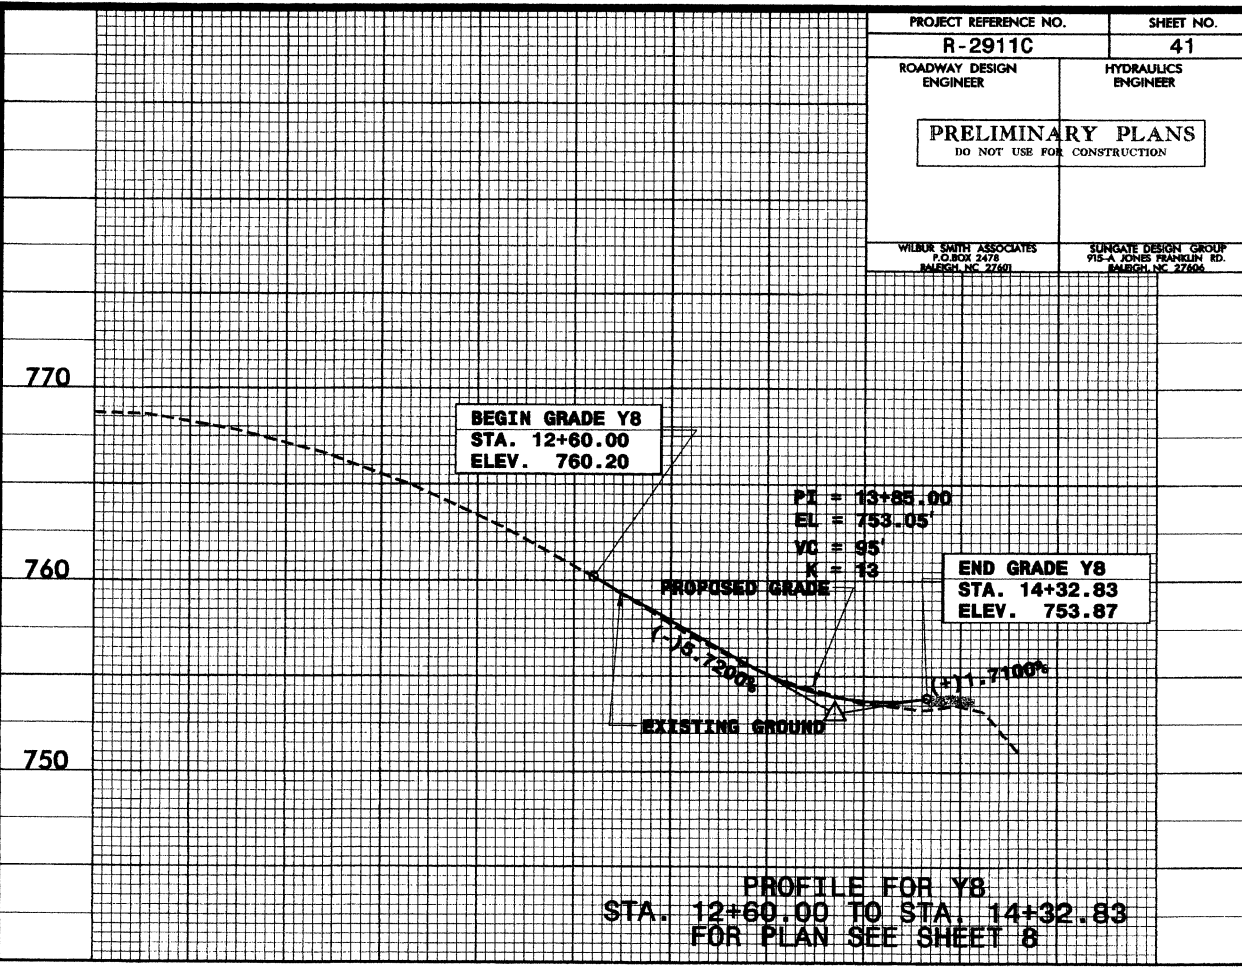 PROJECT REFERENCE NO.
SHEET NO.
R-2911C
41
ROADWAY DESIGN
ENGINEER
HYDRAULICS
ENGINEER
PRELIMINARY PLANS
DO NOT USE FOR CONSTRUCTION
WILBUR SMITH ASSOCIATES
P.O.BOX 2478
RALEIGH, NC 27601
SUNGATE DESIGN GROUP
915-A JONES FRANKLIN RD.
RALEIGH, NC 27606
770
BEGIN GRADE Y8
STA. 12+60.00
ELEV. 760.20
PI = 13+85.00
EL = 753.05'
VC = 95'
K = 13
760
PROPOSED GRADE
END GRADE Y8
STA. 14+32.83
ELEV. 753.87
(-)5.7200%
(+)1.7100%
EXISTING GROUND
750
PROFILE FOR Y8
STA. 12+60.00 TO STA. 14+32.83
FOR PLAN SEE SHEET 8